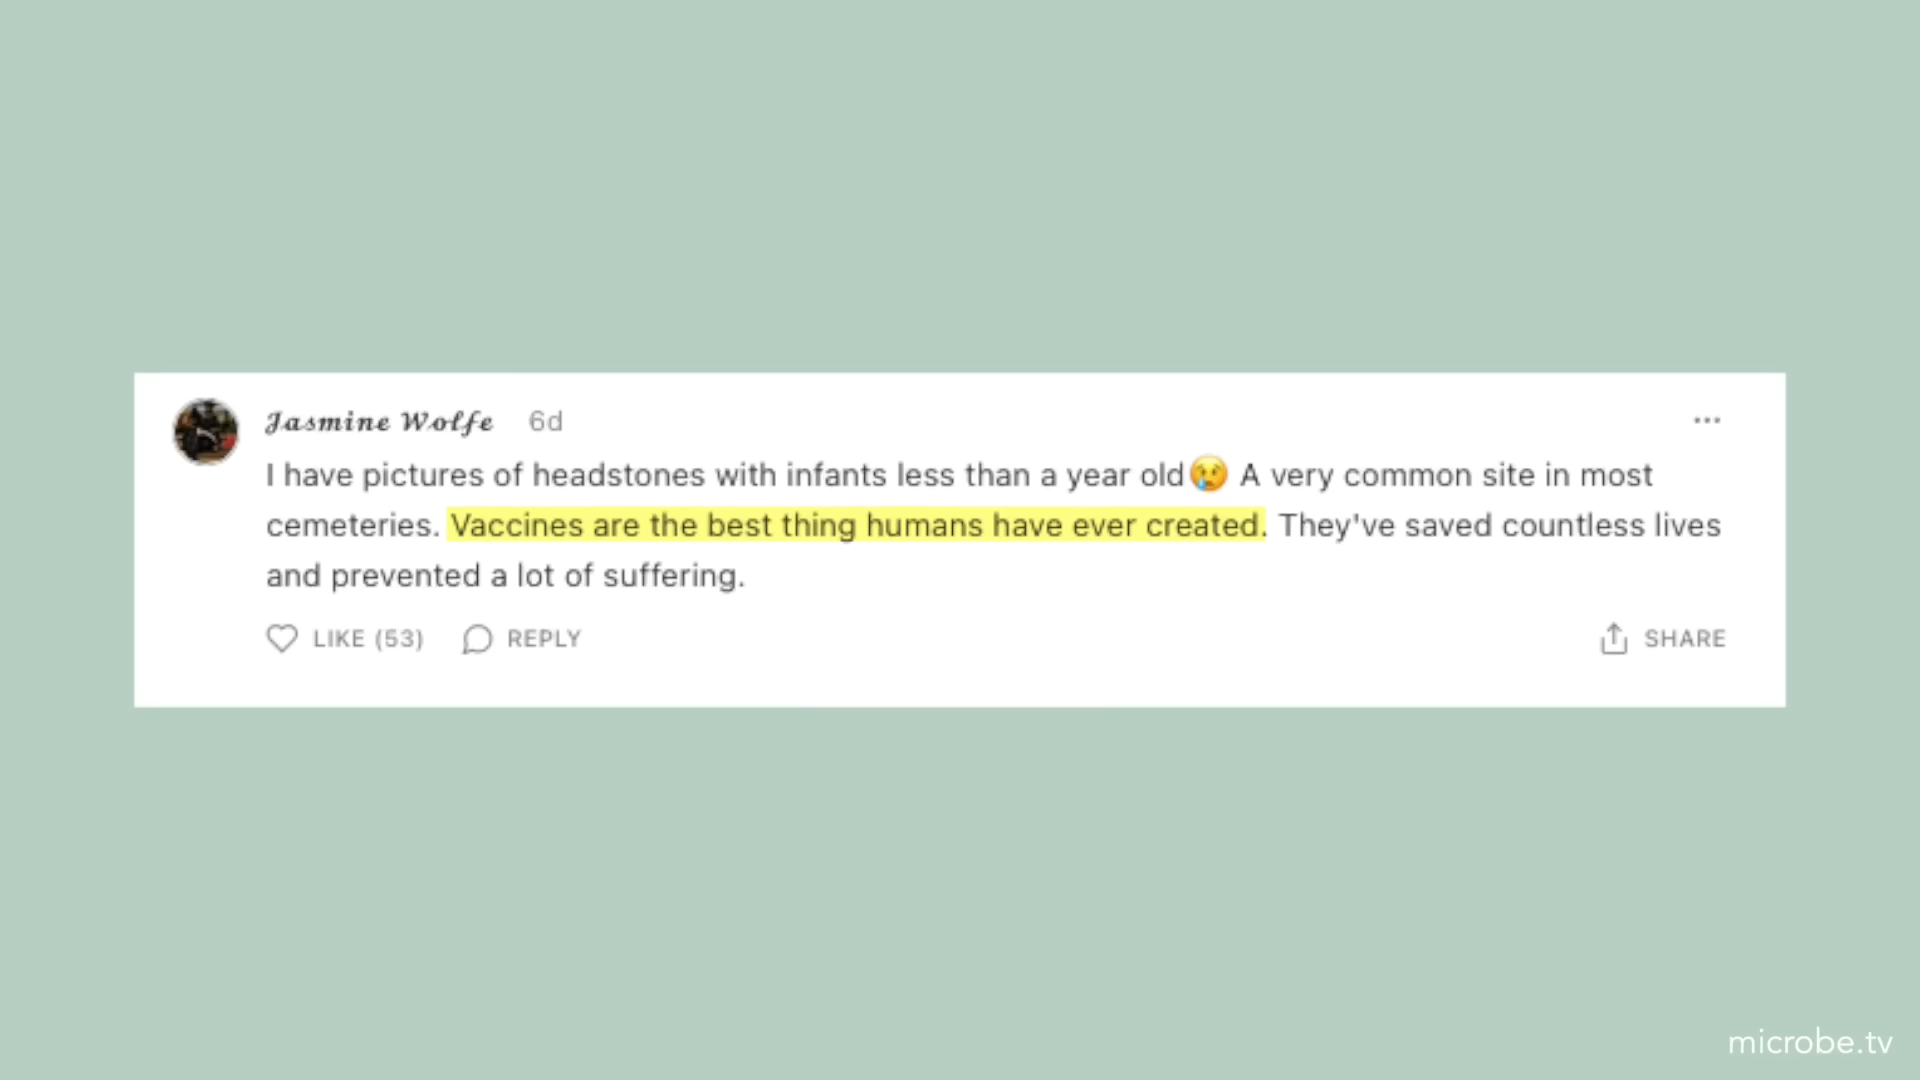 Jasmine Wolfe 6d
I have pictures of headstones with infants less than a year old😢 A very common site in most
cemeteries. Vaccines are the best thing humans have ever created. They've saved countless lives
and prevented a lot of suffering.
LIKE (53) REPLY SHARE
microbe.tv